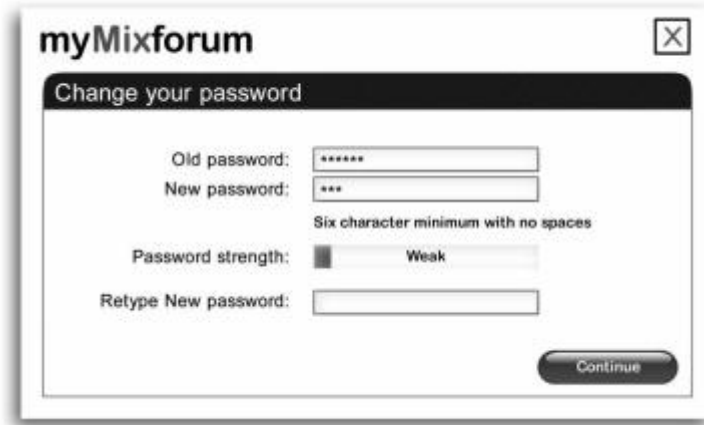 myMixforum
X
Change your password
Old password: ******
New password: ***
Six character minimum with no spaces
Password strength: Weak
Retype New password:
Continue